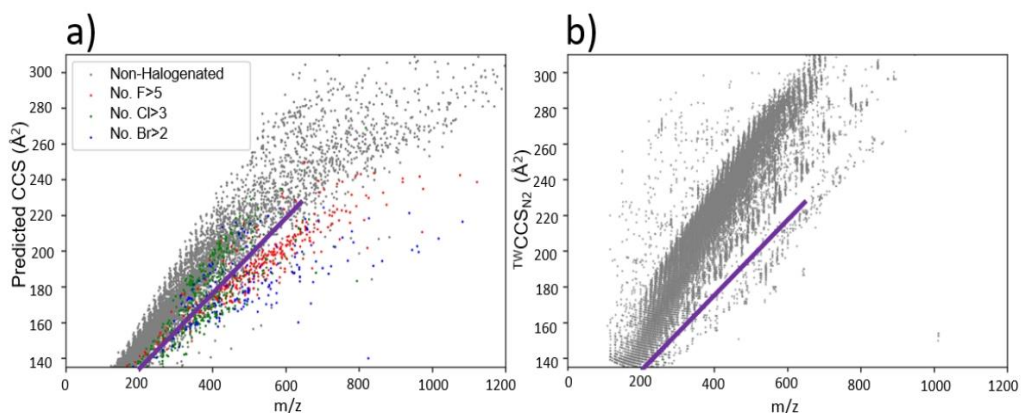 a)
Predicted CCS (Å²)
300
280
260
240
220
200
180
160
140
Non-Halogenated
No. F>5
No. Cl>3
No. Br>2
0 200 400 600 800 1000 1200
m/z
b)
ᵀᵂCCS_N2 (Å²)
300
280
260
240
220
200
180
160
140
0 200 400 600 800 1000 1200
m/z